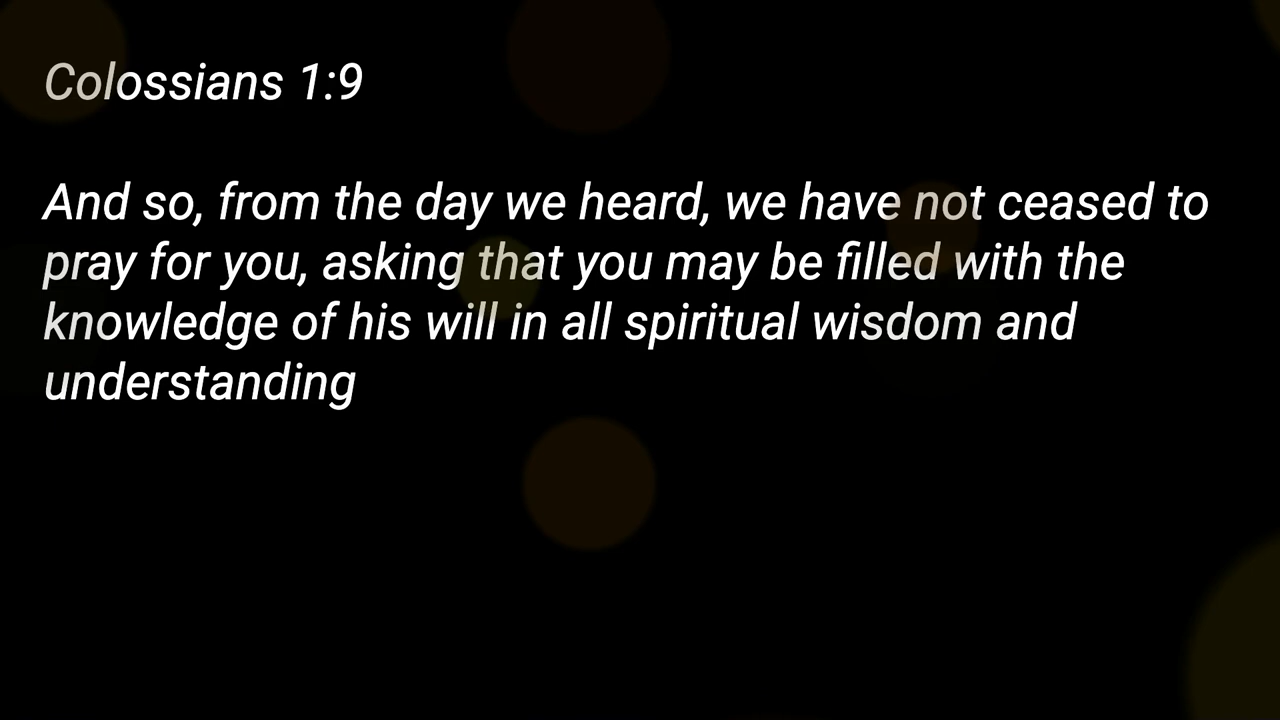 Colossians 1:9
And so, from the day we heard, we have not ceased to
pray for you, asking that you may be filled with the
knowledge of his will in all spiritual wisdom and
understanding